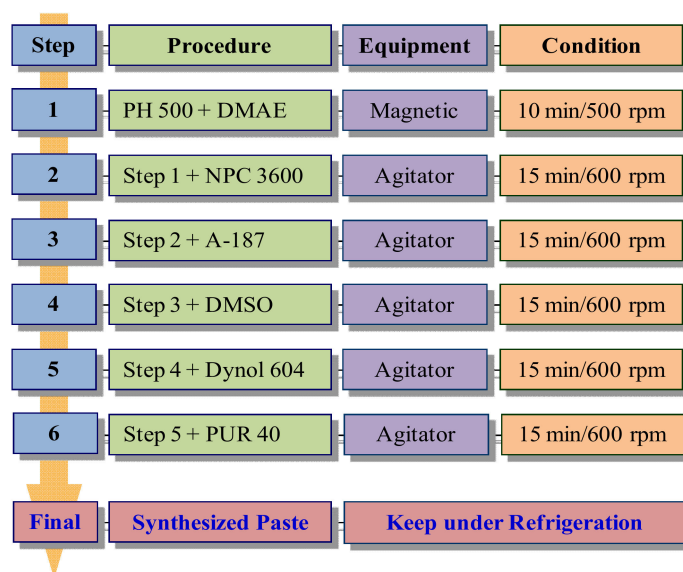 Step Procedure Equipment Condition
1 PH 500 + DMAE Magnetic 10 min/500 rpm
2 Step 1 + NPC 3600 Agitator 15 min/600 rpm
3 Step 2 + A-187 Agitator 15 min/600 rpm
4 Step 3 + DMSO Agitator 15 min/600 rpm
5 Step 4 + Dynol 604 Agitator 15 min/600 rpm
6 Step 5 + PUR 40 Agitator 15 min/600 rpm
Final Synthesized Paste Keep under Refrigeration